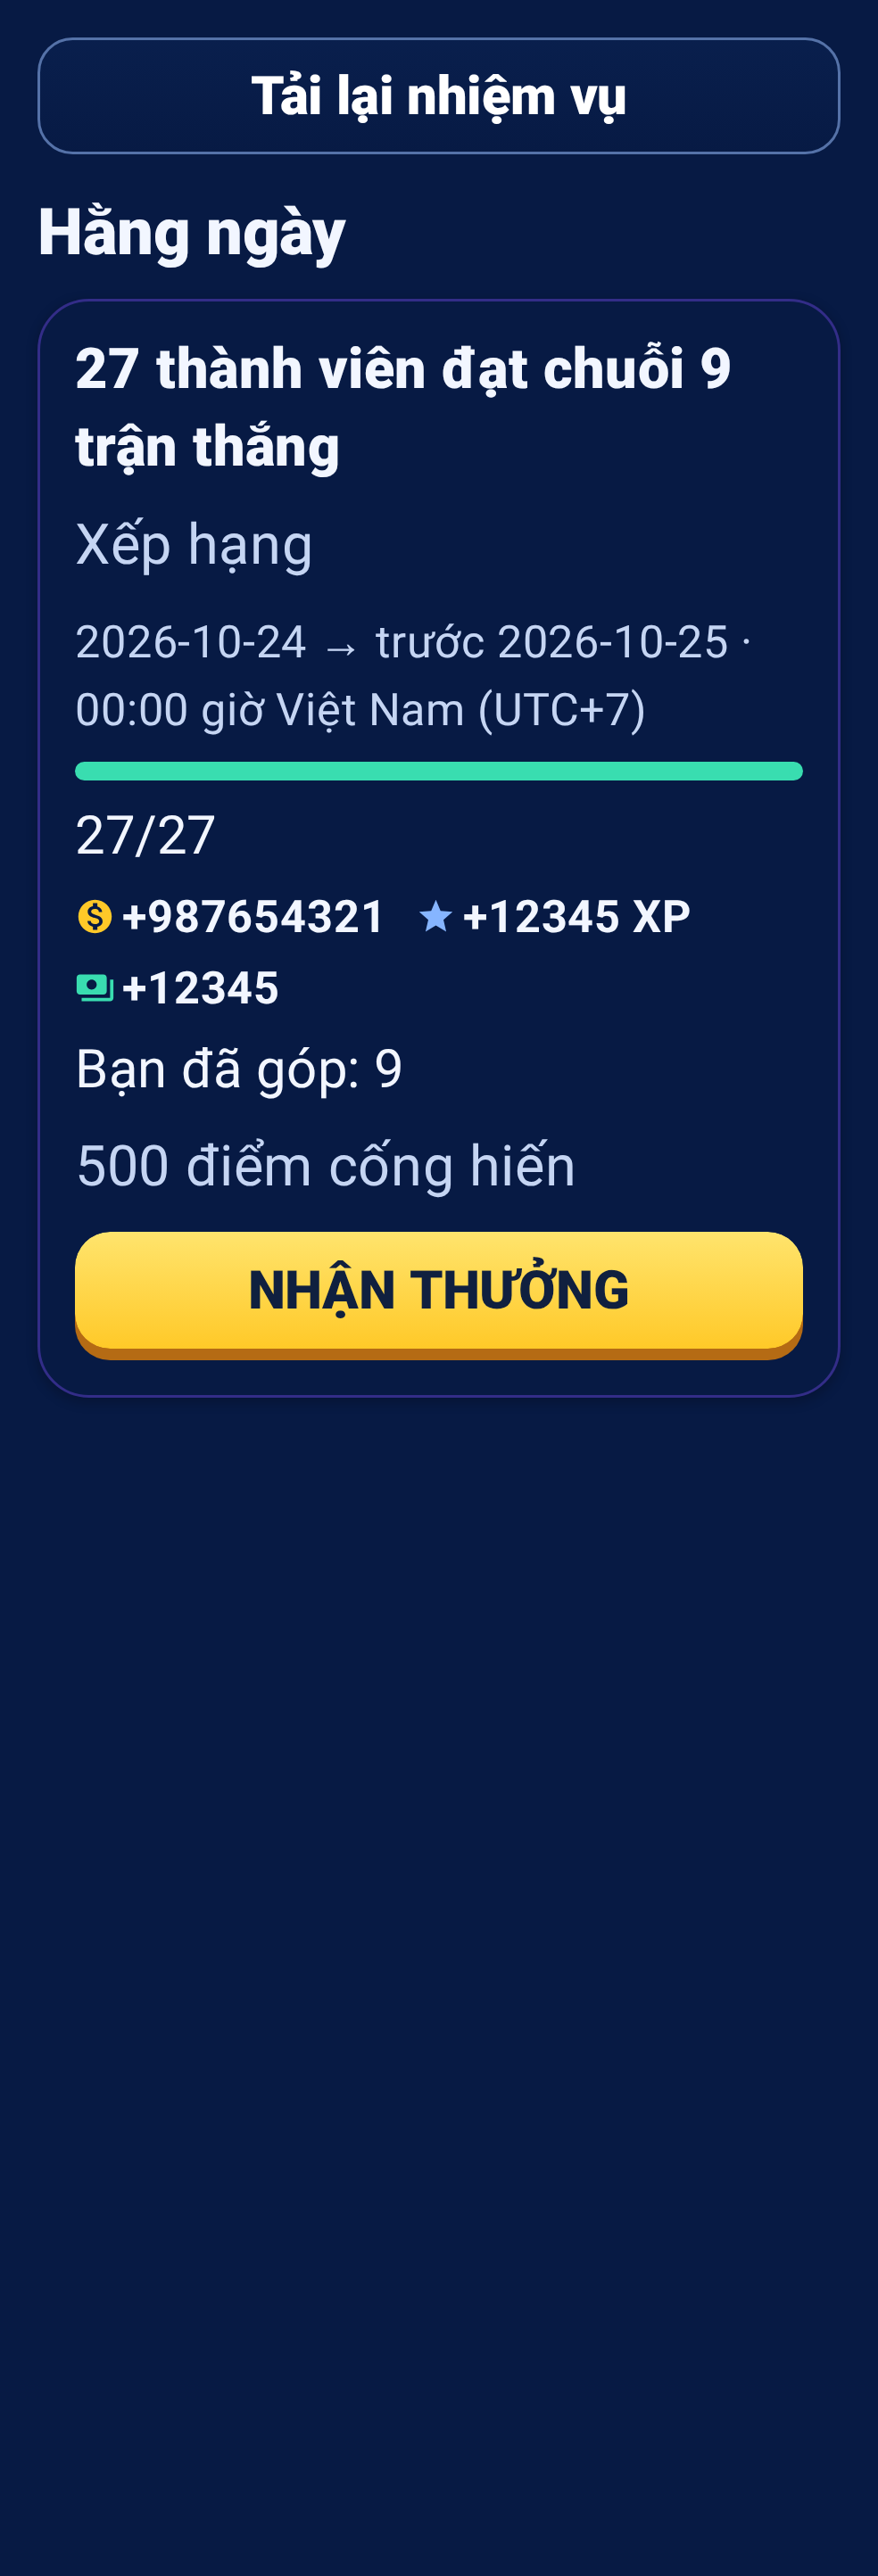 Tải lại nhiệm vụ
Hằng ngày
27 thành viên đạt chuỗi 9
trận thắng
Xếp hạng
2026-10-24 → trước 2026-10-25 ·
00:00 giờ Việt Nam (UTC+7)
27/27
+987654321 +12345 XP
+12345
Bạn đã góp: 9
500 điểm cống hiến
NHẬN THƯỞNG